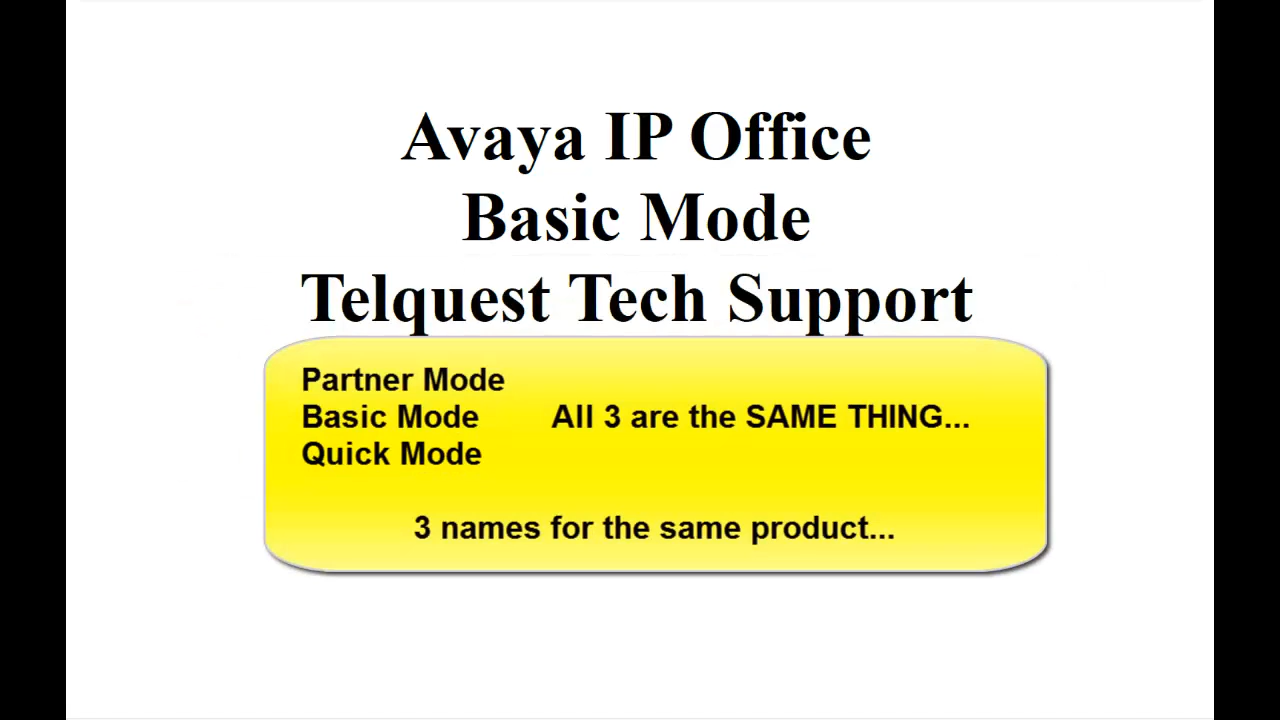 Avaya IP Office
Basic Mode
Telquest Tech Support
Partner Mode
Basic Mode All 3 are the SAME THING...
Quick Mode
3 names for the same product...